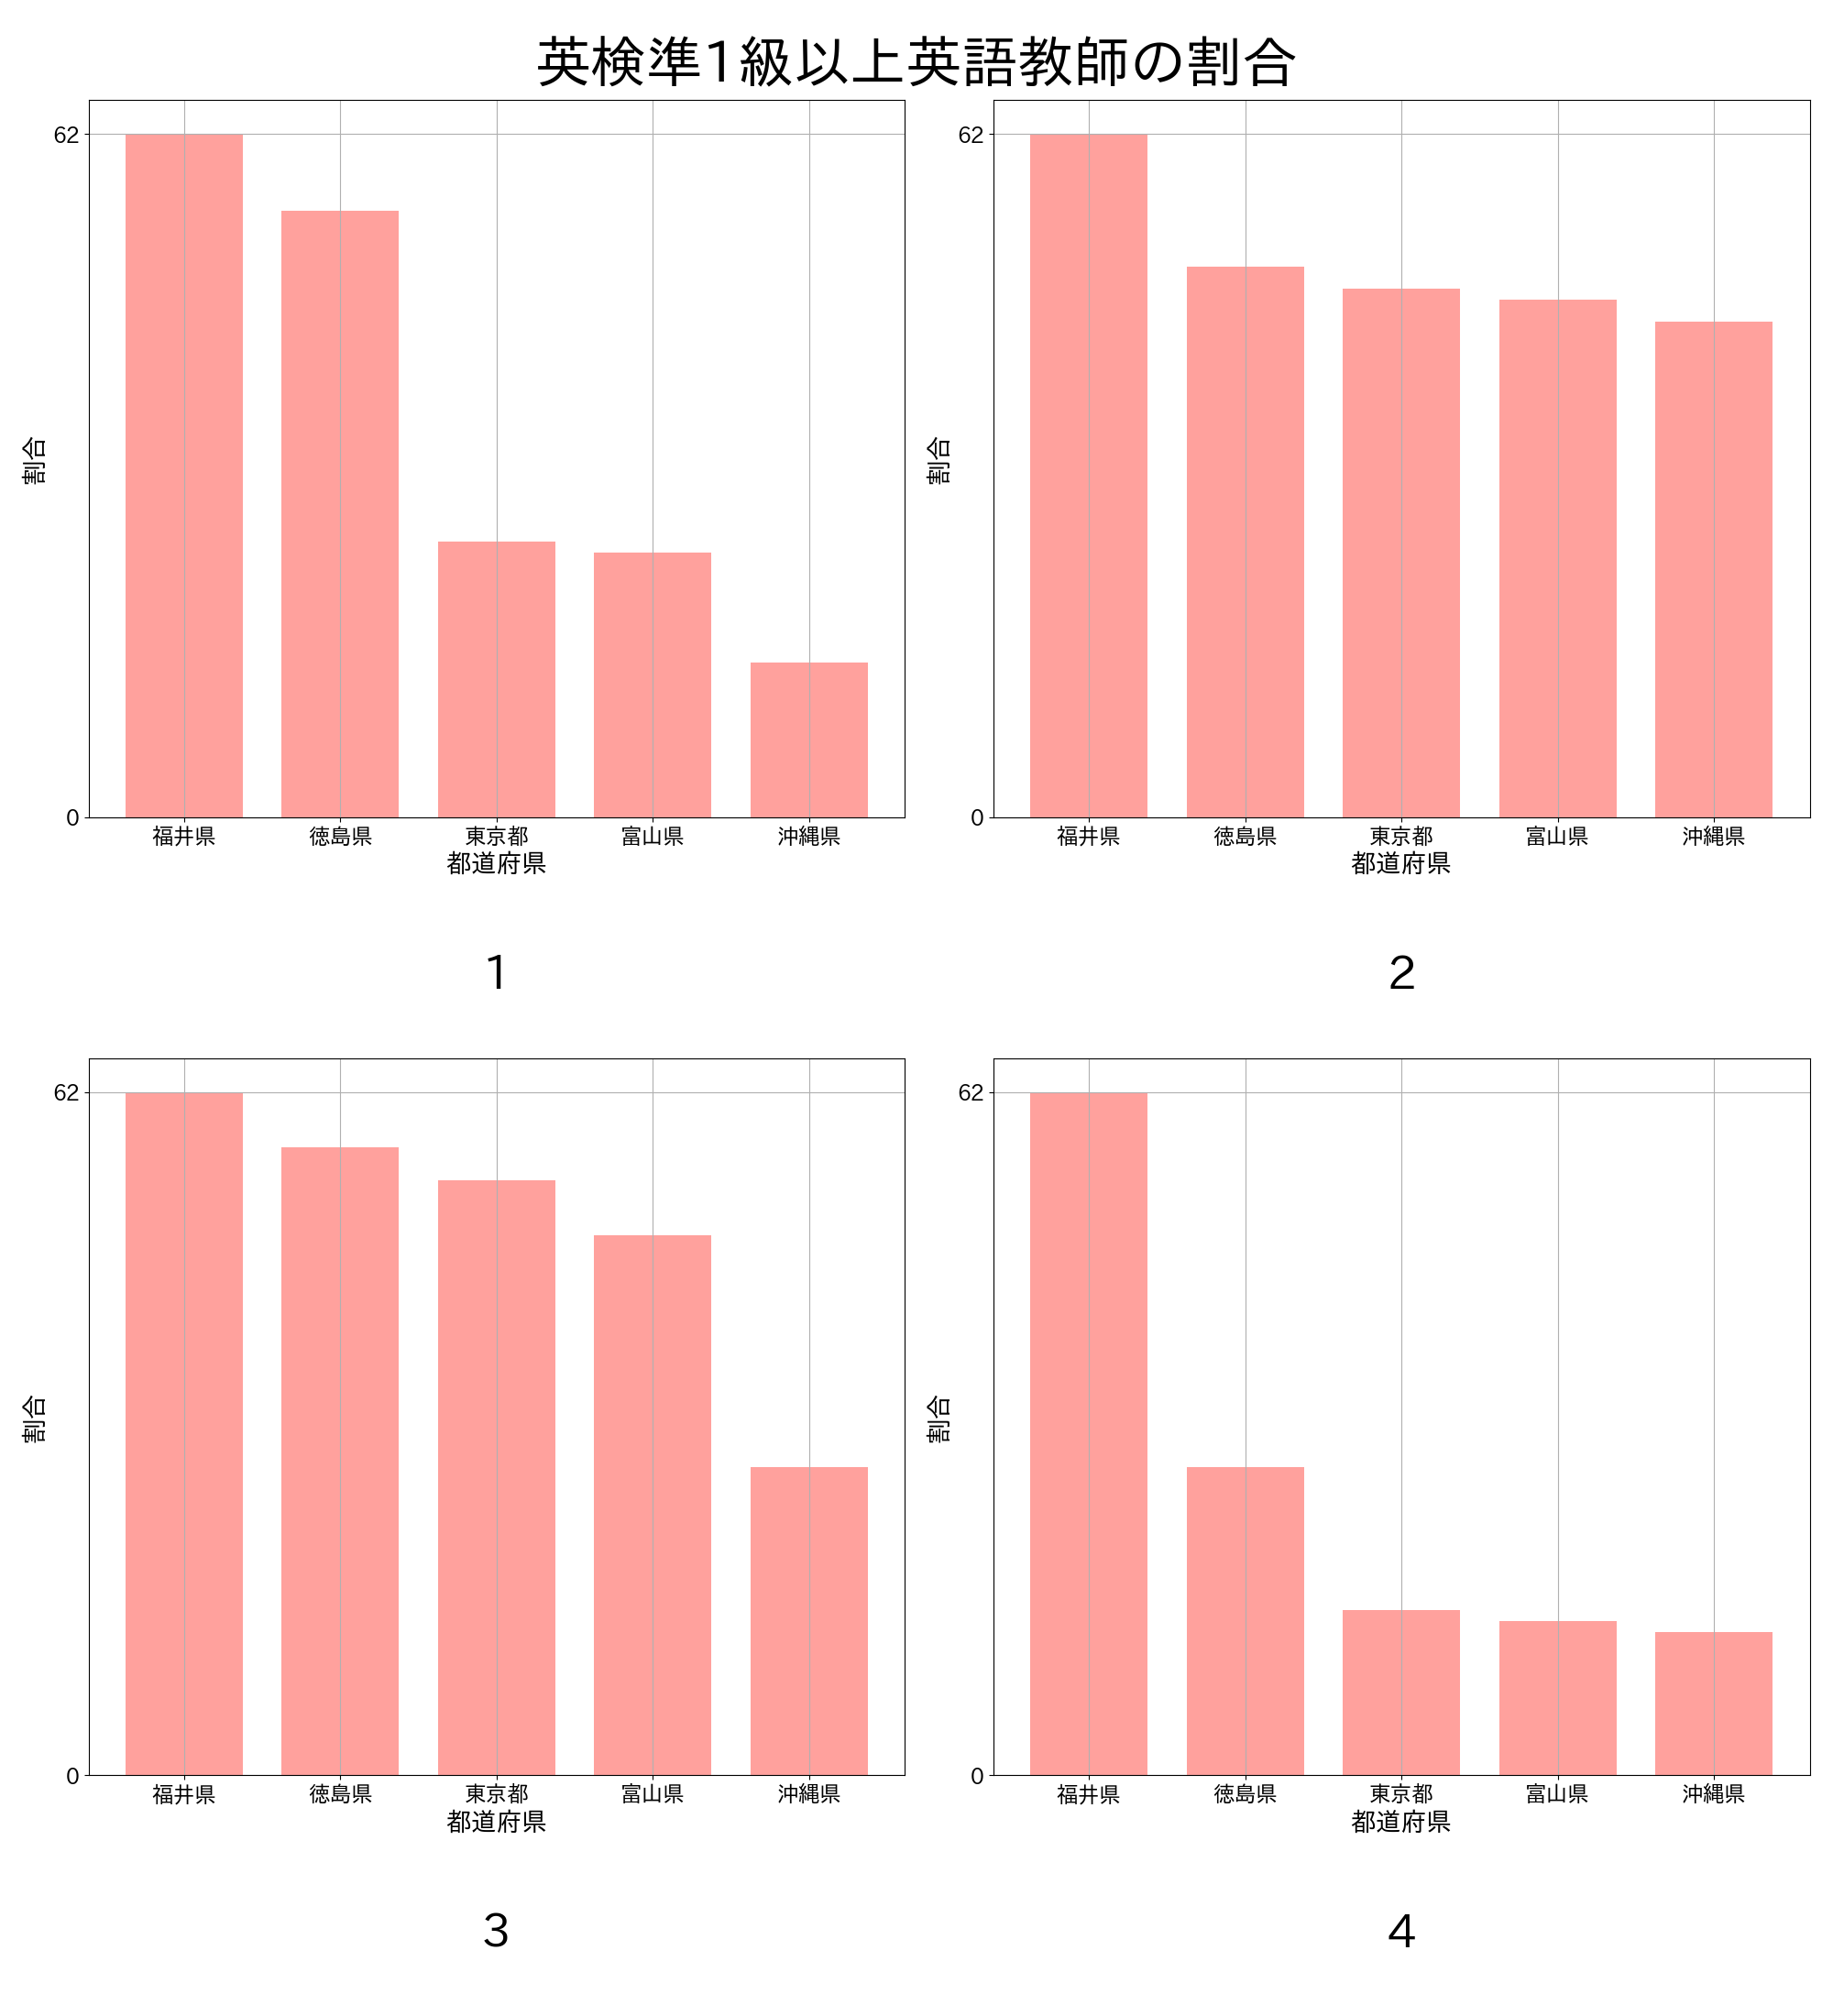 英検準1級以上英語教師の割合
62
0
割合
福井県 徳島県 東京都 富山県 沖縄県
都道府県
1
62
0
割合
福井県 徳島県 東京都 富山県 沖縄県
都道府県
2
62
0
割合
福井県 徳島県 東京都 富山県 沖縄県
都道府県
3
62
0
割合
福井県 徳島県 東京都 富山県 沖縄県
都道府県
4